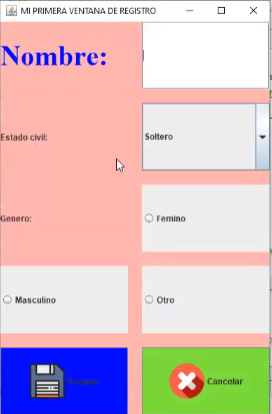 MI PRIMERA VENTANA DE REGISTRO
Nombre:
Estado civil:
Soltero
Genero:
Femino
Masculino
Otro
Aceptar
Cancelar